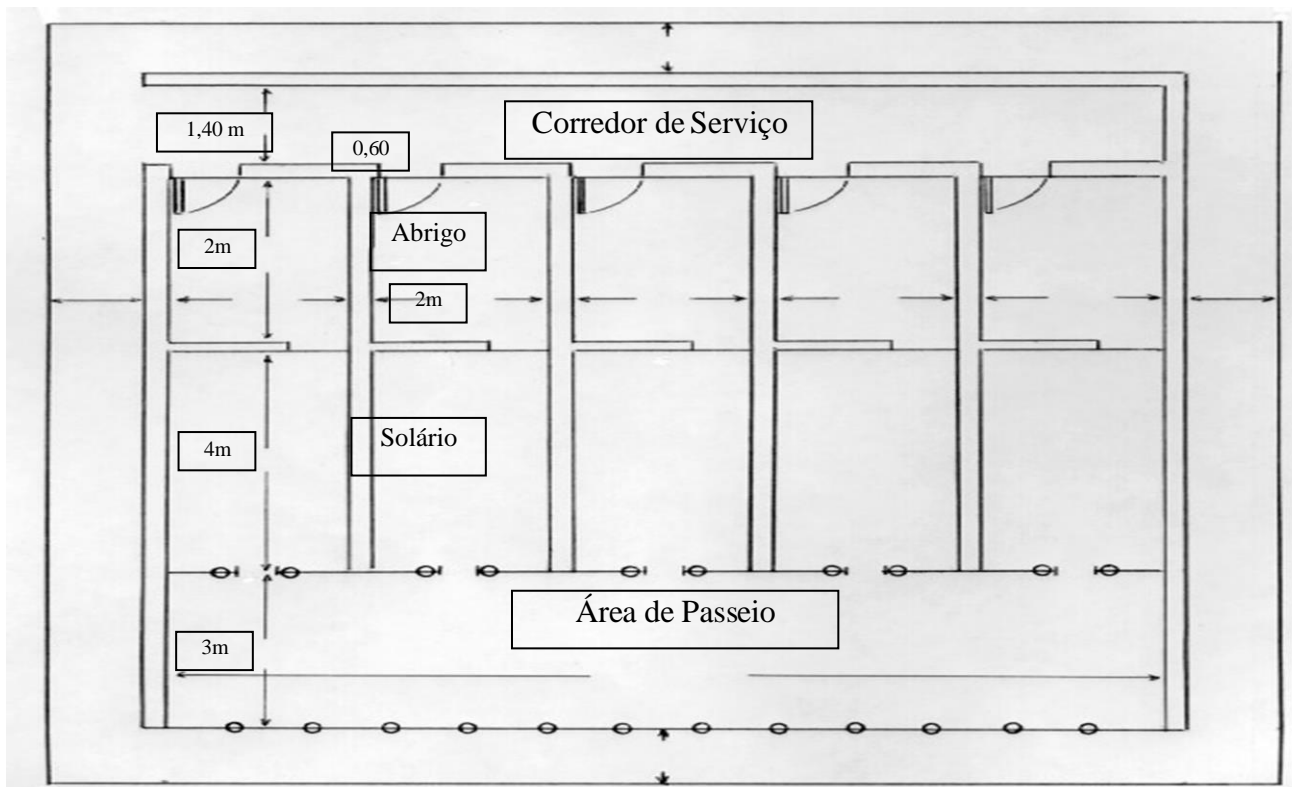 Corredor de Serviço
1,40 m
0,60
Abrigo
2m
2m
Solário
4m
Área de Passeio
3m